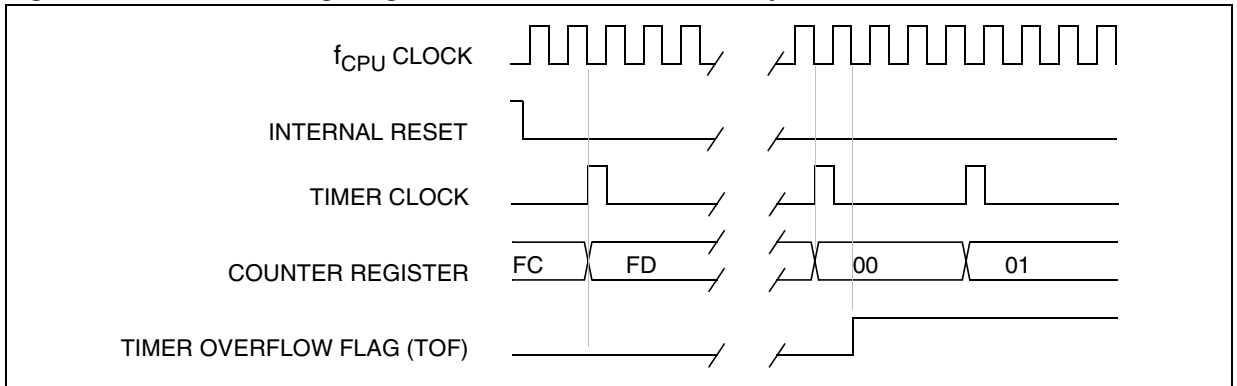 fCPU CLOCK
INTERNAL RESET
TIMER CLOCK
COUNTER REGISTER FC FD 00 01
TIMER OVERFLOW FLAG (TOF)